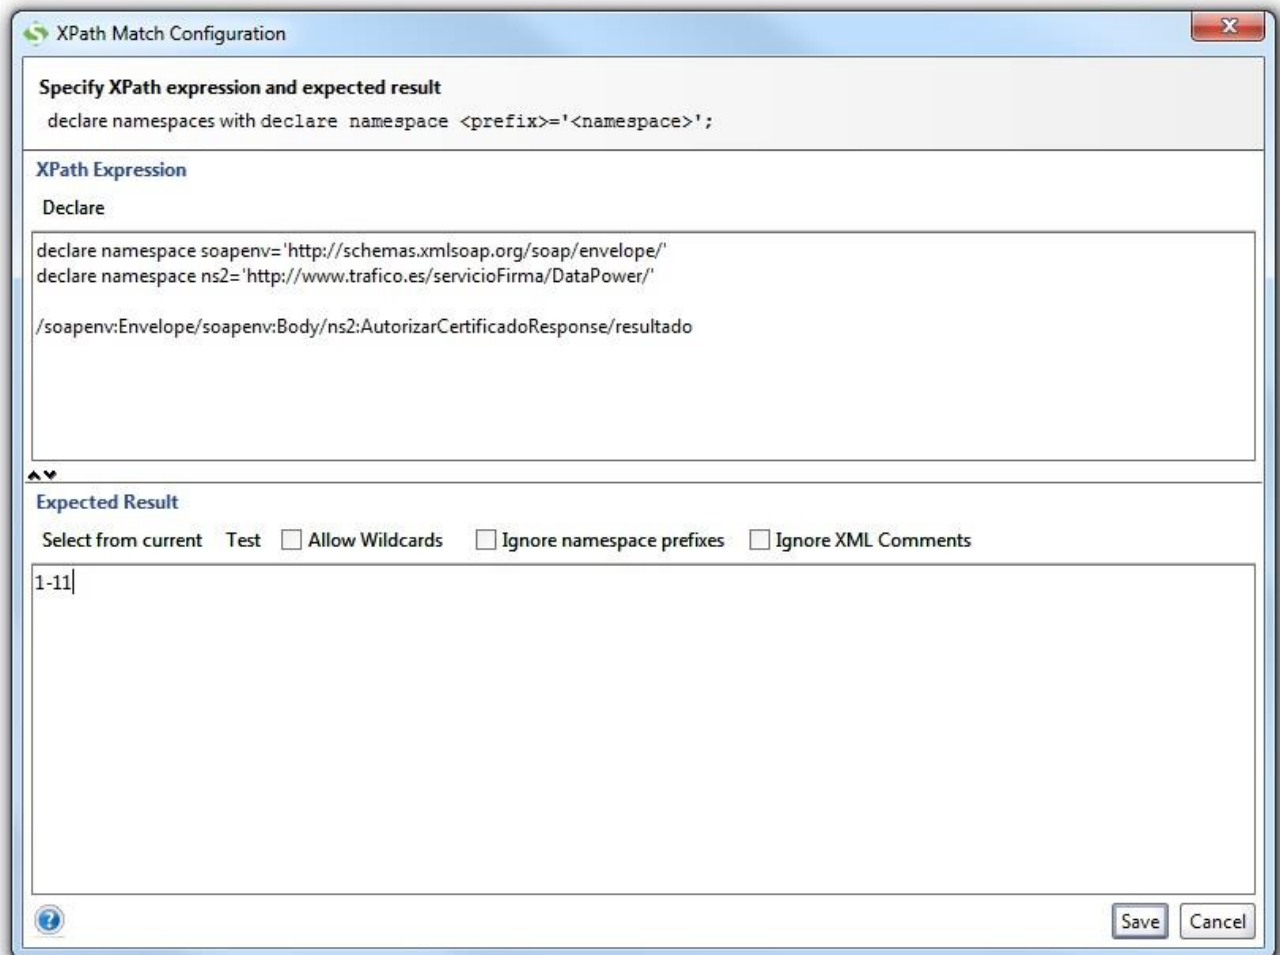 XPath Match Configuration
Specify XPath expression and expected result
declare namespaces with declare namespace <prefix>='<namespace>';
XPath Expression
Declare
declare namespace soapenv='http://schemas.xmlsoap.org/soap/envelope/'
declare namespace ns2='http://www.trafico.es/servicioFirma/DataPower/'
/soapenv:Envelope/soapenv:Body/ns2:AutorizarCertificadoResponse/resultado
Expected Result
Select from current Test Allow Wildcards Ignore namespace prefixes Ignore XML Comments
1-11
Save Cancel